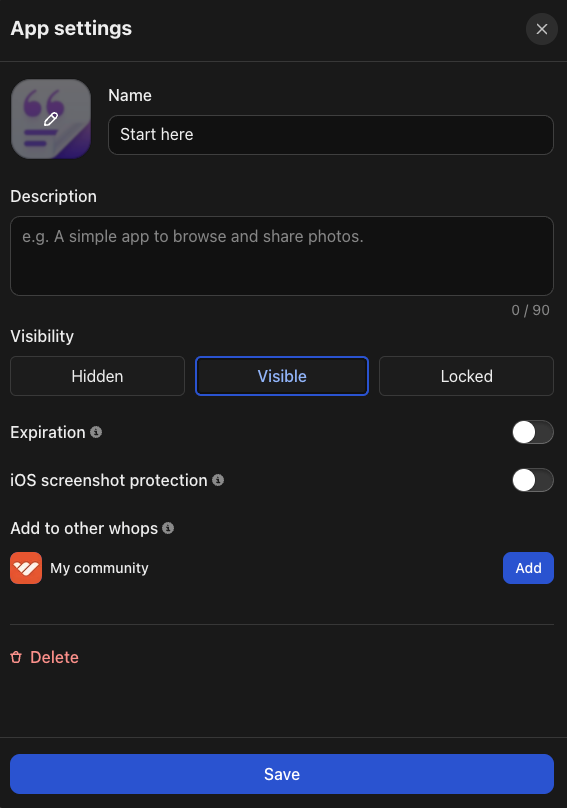 App settings
Name
Start here
Description
e.g. A simple app to browse and share photos.
0 / 90
Visibility
Hidden
Visible
Locked
Expiration
iOS screenshot protection
Add to other whops
My community
Add
Delete
Save